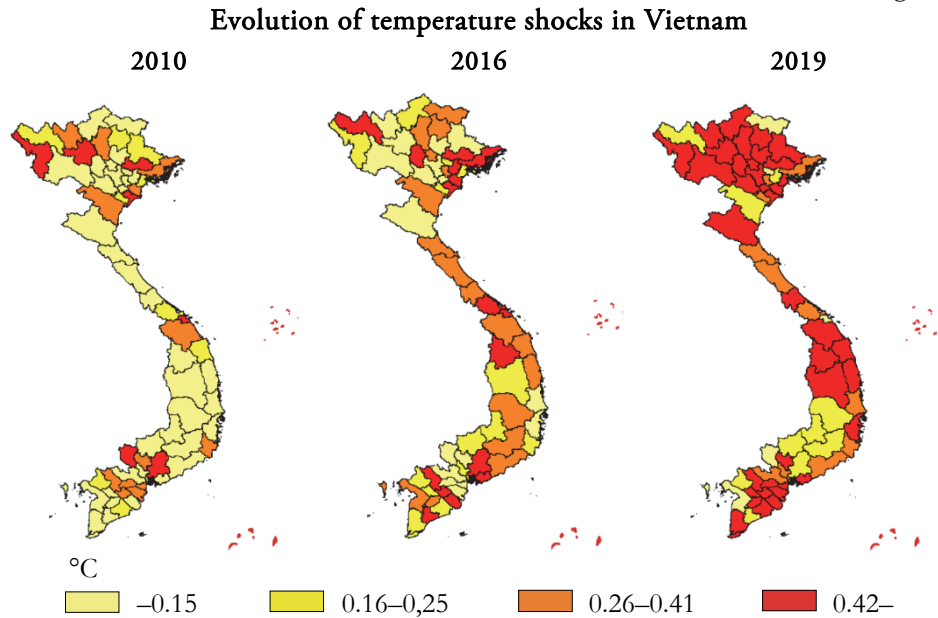 Evolution of temperature shocks in Vietnam
2010 2016 2019
°C
–0.15 0.16–0,25 0.26–0.41 0.42–